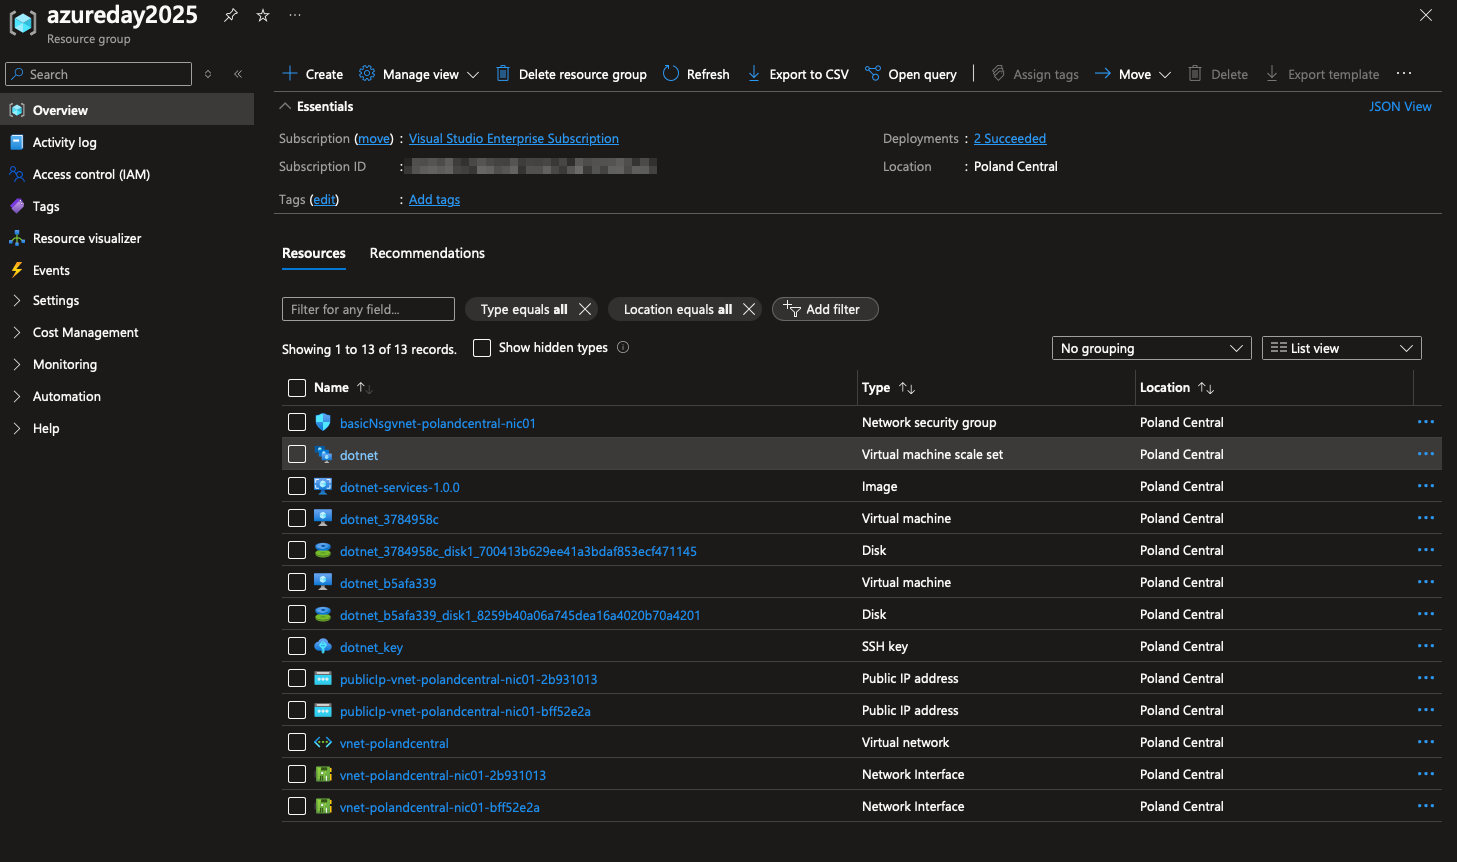 azureday2025
Resource group
Search
Overview
Activity log
Access control (IAM)
Tags
Resource visualizer
Events
Settings
Cost Management
Monitoring
Automation
Help
Create Manage view Delete resource group Refresh Export to CSV Open query Assign tags Move Delete Export template
Essentials JSON View
Subscription (move) : Visual Studio Enterprise Subscription Deployments : 2 Succeeded
Subscription ID : Location : Poland Central
Tags (edit) : Add tags
Resources Recommendations
Filter for any field... Type equals all Location equals all Add filter
Showing 1 to 13 of 13 records. Show hidden types No grouping List view
Name Type Location
basicNsgvnet-polandcentral-nic01 Network security group Poland Central
dotnet Virtual machine scale set Poland Central
dotnet-services-1.0.0 Image Poland Central
dotnet_3784958c Virtual machine Poland Central
dotnet_3784958c_disk1_700413b629ee41a3bdaf853ecf471145 Disk Poland Central
dotnet_b5afa339 Virtual machine Poland Central
dotnet_b5afa339_disk1_8259b40a06a745dea16a4020b70a4201 Disk Poland Central
dotnet_key SSH key Poland Central
publicIp-vnet-polandcentral-nic01-2b931013 Public IP address Poland Central
publicIp-vnet-polandcentral-nic01-bff52e2a Public IP address Poland Central
vnet-polandcentral Virtual network Poland Central
vnet-polandcentral-nic01-2b931013 Network Interface Poland Central
vnet-polandcentral-nic01-bff52e2a Network Interface Poland Central